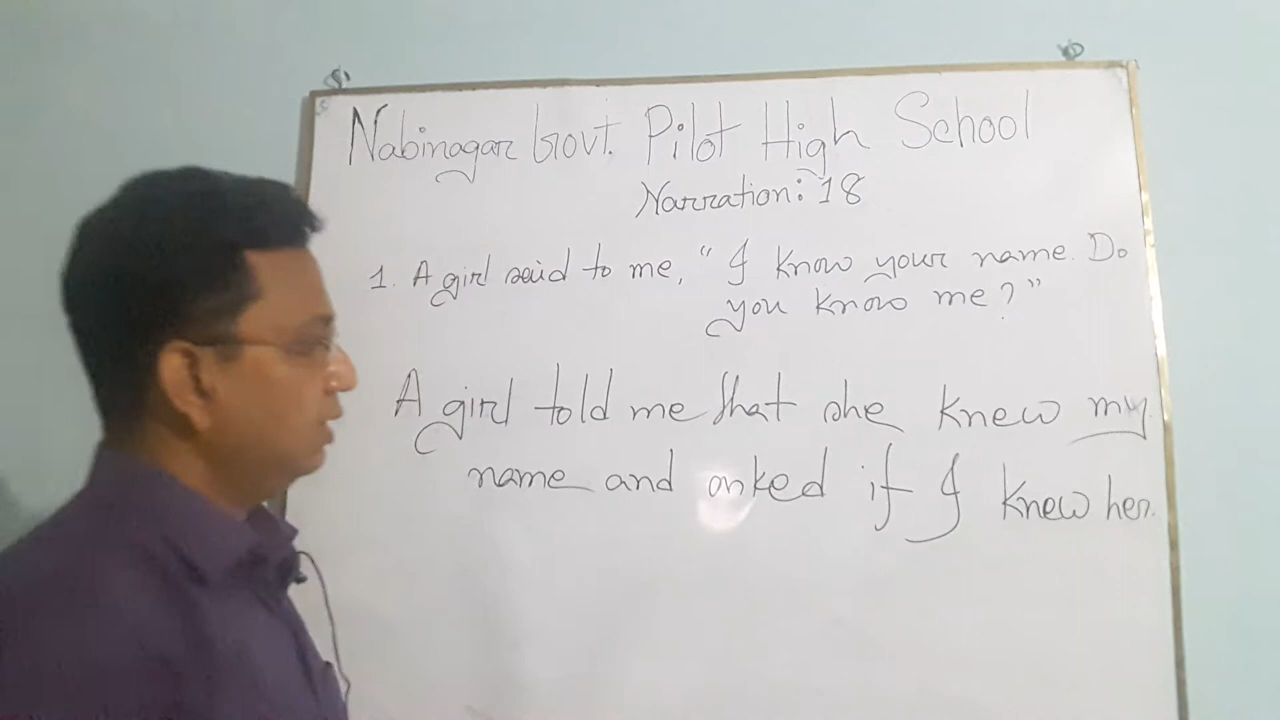 Nabinagar Govt. Pilot High School
Narration: 18
1. A girl said to me, "I know your name. Do
you know me?"
A girl told me that she knew my
name and asked if I knew her.